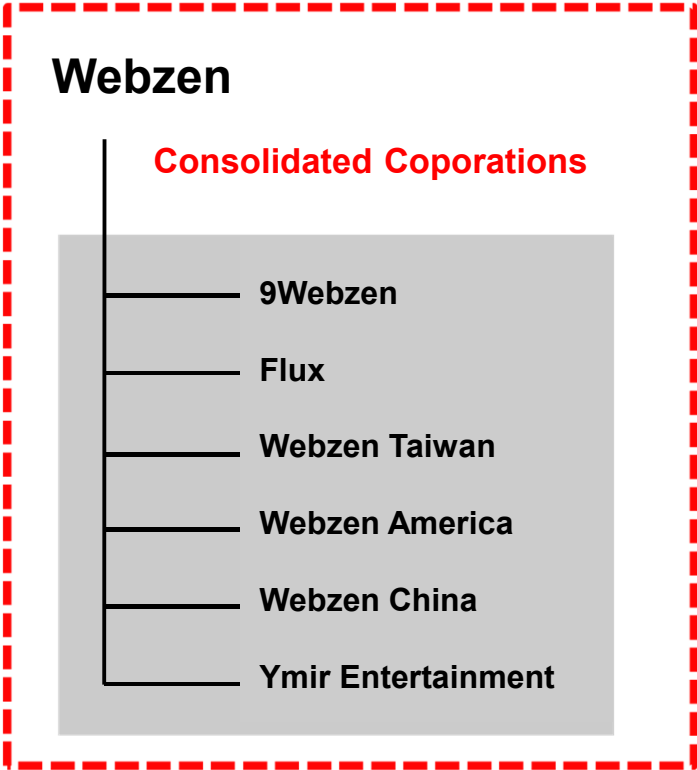 Webzen
Consolidated Coporations
9Webzen
Flux
Webzen Taiwan
Webzen America
Webzen China
Ymir Entertainment